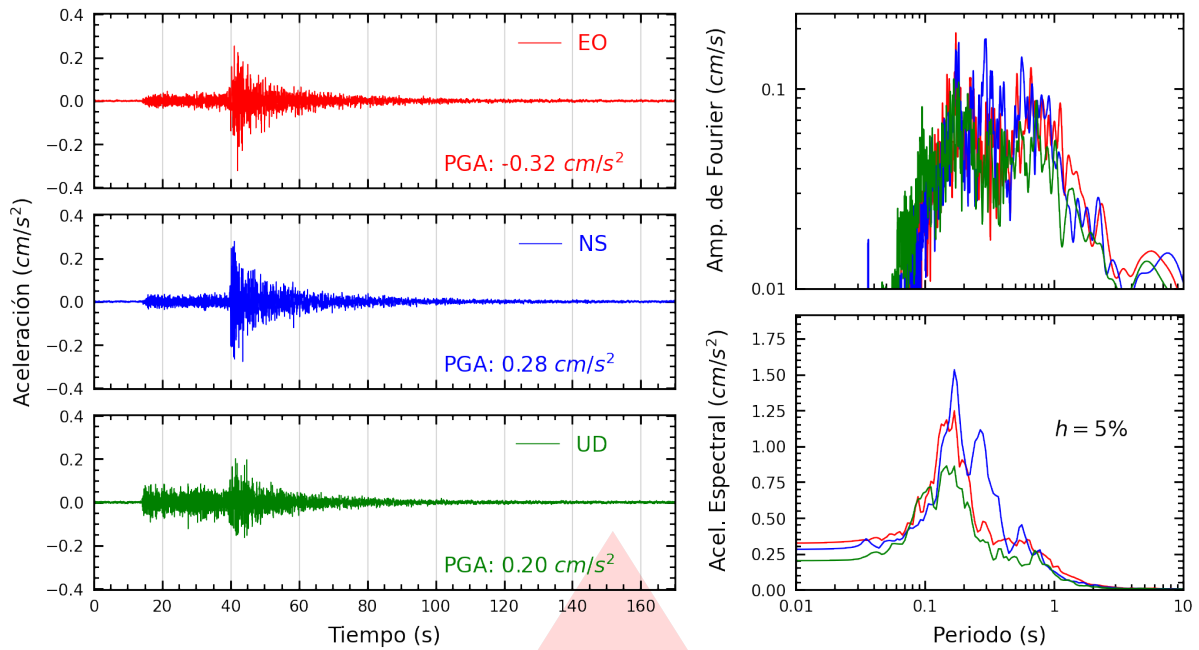 0.4
0.2
0.0
−0.2
−0.4
EO
PGA: -0.32 cm/s²
0.4
0.2
0.0
−0.2
−0.4
NS
PGA: 0.28 cm/s²
0.4
0.2
0.0
−0.2
−0.4
UD
PGA: 0.20 cm/s²
0 20 40 60 80 100 120 140 160
Tiempo (s)
Aceleración (cm/s²)
0.1
0.01
Amp. de Fourier (cm/s)
1.75
1.50
1.25
1.00
0.75
0.50
0.25
0.00
h = 5%
Acel. Espectral (cm/s²)
0.01 0.1 1 10
Periodo (s)